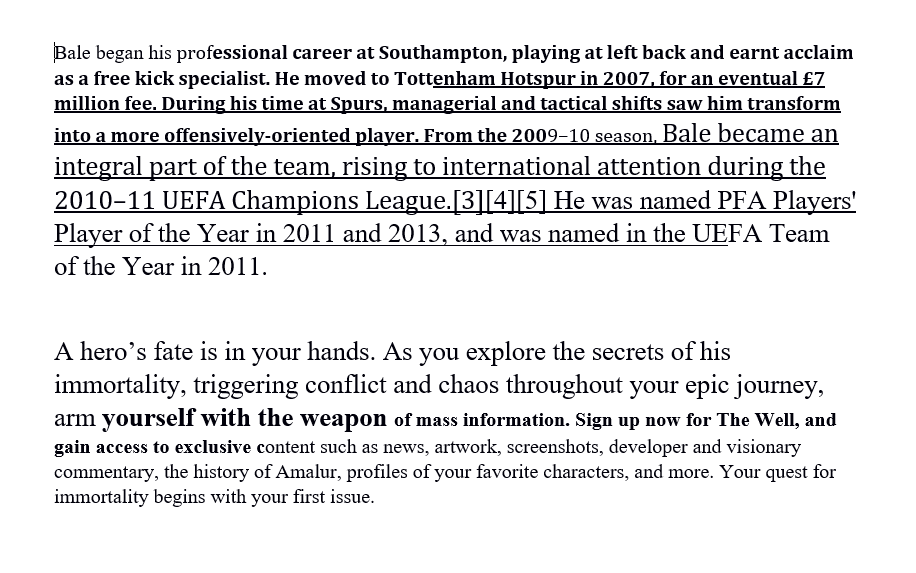 Bale began his professional career at Southampton, playing at left back and earnt acclaim
as a free kick specialist. He moved to Tottenham Hotspur in 2007, for an eventual £7
million fee. During his time at Spurs, managerial and tactical shifts saw him transform
into a more offensively-oriented player. From the 2009–10 season, Bale became an
integral part of the team, rising to international attention during the
2010–11 UEFA Champions League.[3][4][5] He was named PFA Players'
Player of the Year in 2011 and 2013, and was named in the UEFA Team
of the Year in 2011.
A hero’s fate is in your hands. As you explore the secrets of his
immortality, triggering conflict and chaos throughout your epic journey,
arm yourself with the weapon of mass information. Sign up now for The Well, and
gain access to exclusive content such as news, artwork, screenshots, developer and visionary
commentary, the history of Amalur, profiles of your favorite characters, and more. Your quest for
immortality begins with your first issue.